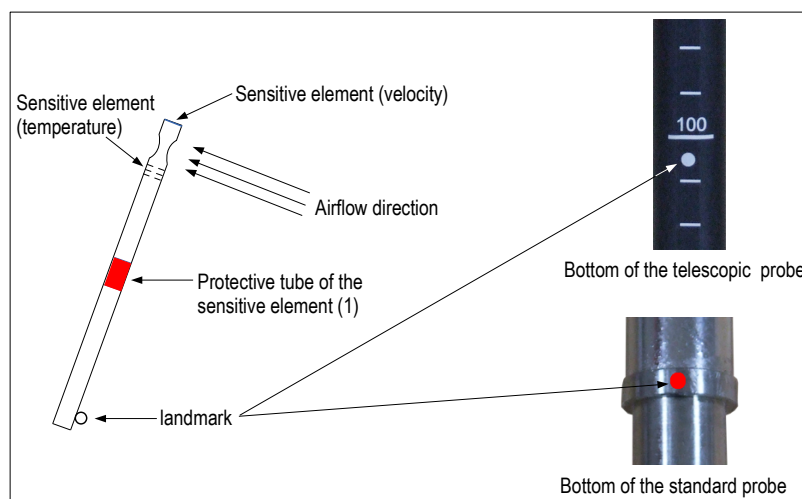 Sensitive element (velocity)
Sensitive element
(temperature)
100
Airflow direction
Bottom of the telescopic probe
Protective tube of the
sensitive element (1)
landmark
Bottom of the standard probe